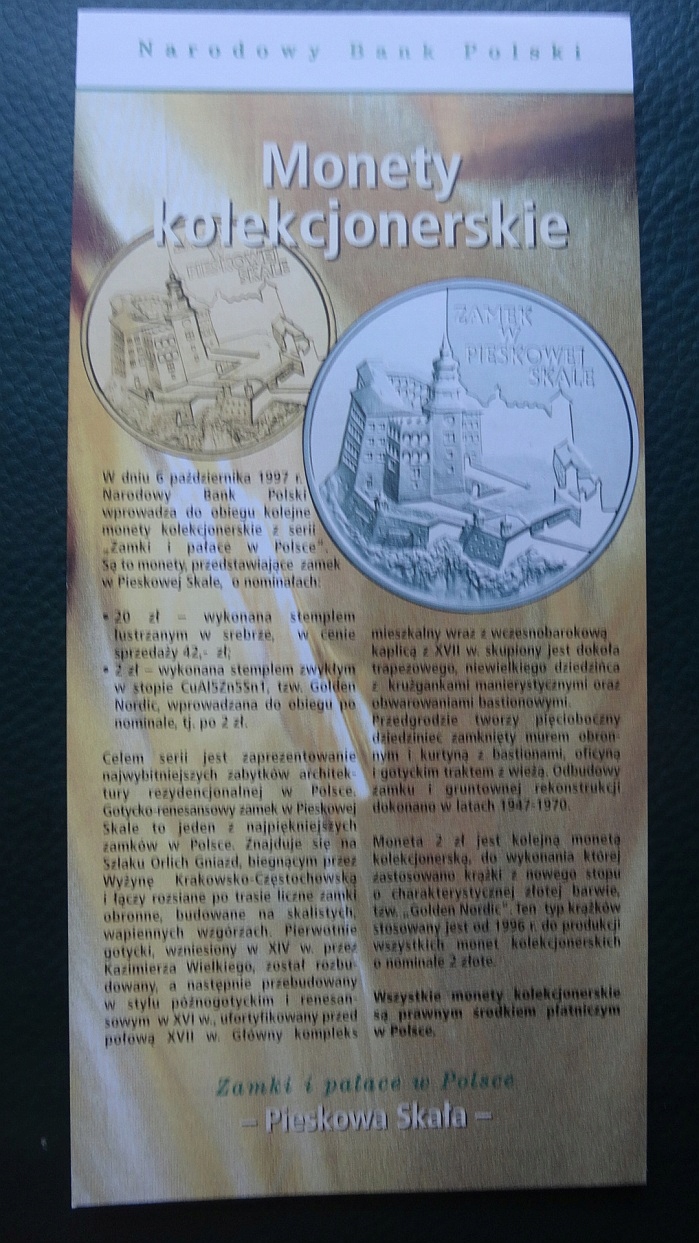 Narodowy Bank Polski
Monety
kolekcjonerskie
PIESKOWEJ
SKALE
ZAMEK
W
PIESKOWEJ
SKALE
W dniu 6 października 1997 r.
Narodowy Bank Polski
wprowadza do obiegu kolejne
monety kolekcjonerskie z serii
„Zamki i pałace w Polsce”.
Są to monety, przedstawiające zamek
w Pieskowej Skale, o nominałach:
• 20 zł – wykonana stemplem
lustrzanym w srebrze, w cenie
sprzedaży 42,- zł;
• 2 zł – wykonana stemplem zwykłym
w stopie CuAl5Zn5Sn1, tzw. Golden
Nordic, wprowadzana do obiegu po
nominale, tj. po 2 zł.
Celem serii jest zaprezentowanie
najwybitniejszych zabytków architek-
tury rezydencjonalnej w Polsce.
Gotycko-renesansowy zamek w Pieskowej
Skale to jeden z najpiękniejszych
zamków w Polsce. Znajduje się na
Szlaku Orlich Gniazd, biegnącym przez
Wyżynę Krakowsko-Częstochowską
i łączy rozsiane po trasie liczne zamki
obronne, budowane na skalistych,
wapiennych wzgórzach. Pierwotnie
gotycki, wzniesiony w XIV w. przez
Kazimierza Wielkiego, został rozbu-
dowany, a następnie przebudowany
w stylu późnogotyckim i renesan-
sowym w XVI w., ufortyfikowany przed
połową XVII w. Główny kompleks
mieszkalny wraz z wczesnobarokową
kaplicą z XVII w. skupiony jest dokoła
trapezowego, niewielkiego dziedzińca
z krużgankami manierystycznymi oraz
obwarowaniami bastionowymi.
Przedgrodzie tworzy pięcioboczny
dziedziniec zamknięty murem obron-
nym i kurtyną z bastionami, oficyną
i gotyckim traktem z wieżą. Odbudowy
zamku i gruntownej rekonstrukcji
dokonano w latach 1947-1970.
Moneta 2 zł jest kolejną monetą
kolekcjonerską, do wykonania której
zastosowano krążki z nowego stopu
o charakterystycznej złotej barwie,
tzw. „Golden Nordic”. Ten typ krążków
stosowany jest od 1996 r. do produkcji
wszystkich monet kolekcjonerskich
o nominale 2 złote.
Wszystkie monety kolekcjonerskie
są prawnym środkiem płatniczym
w Polsce.
Zamki i pałace w Polsce
– Pieskowa Skała –